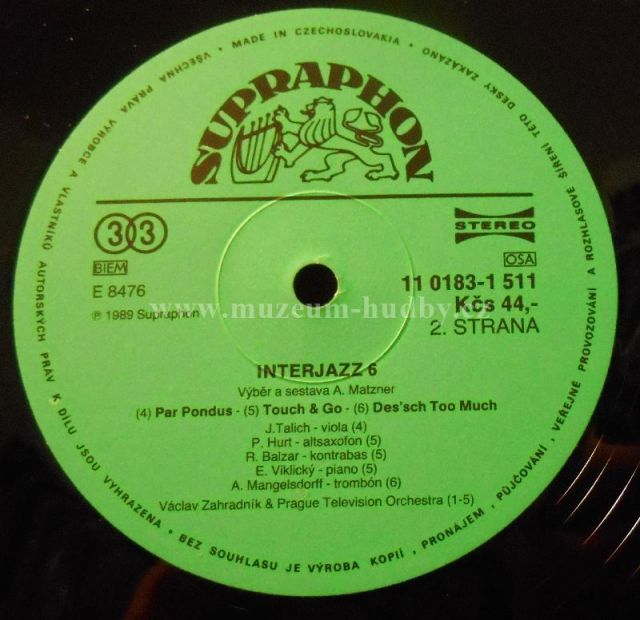 VŠECHNA PRÁVA VÝROBCE A VLASTNÍKŮ AUTORSKÝCH PRÁV K DÍLU JSOU VYHRAZENA • BEZ SOUHLASU JE VÝROBA KOPIÍ, PRONÁJEM, PŮJČOVÁNÍ, VEŘEJNÉ PROVOZOVÁNÍ A ROZHLASOVÉ ŠÍŘENÍ TÉTO DESKY ZAKÁZÁNO • MADE IN CZECHOSLOVAKIA •
SUPRAPHON
33
STEREO
BIEM
OSA
E 8476
11 0183-1 511
Kčs 44,-
℗ 1989 Supraphon
2. STRANA
www.muzeum-hudby.cz
INTERJAZZ 6
Výběr a sestava A. Matzner
(4) Par Pondus - (5) Touch & Go - (6) Des'sch Too Much
J.Talich - viola (4)
P. Hurt - altsaxofon (5)
R. Balzar - kontrabas (5)
E. Viklický - piano (5)
A. Mangelsdorff - trombón (6)
Václav Zahradník & Prague Television Orchestra (1-5)